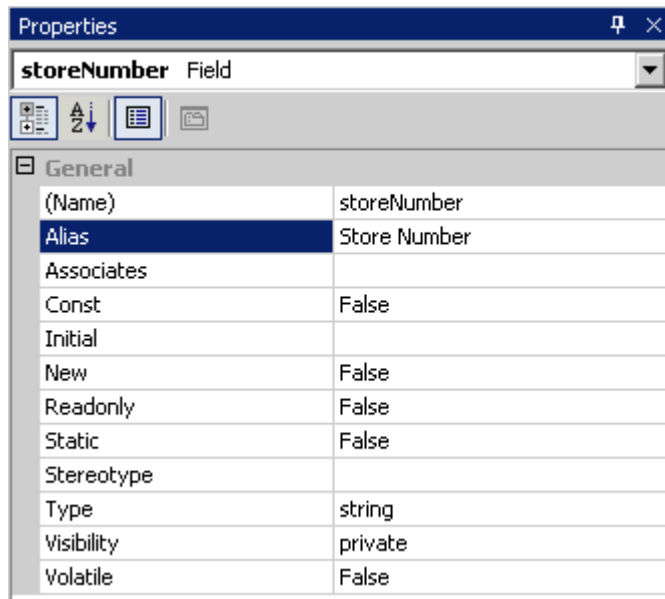 Properties
storeNumber Field
General
(Name) storeNumber
Alias Store Number
Associates
Const False
Initial
New False
Readonly False
Static False
Stereotype
Type string
Visibility private
Volatile False